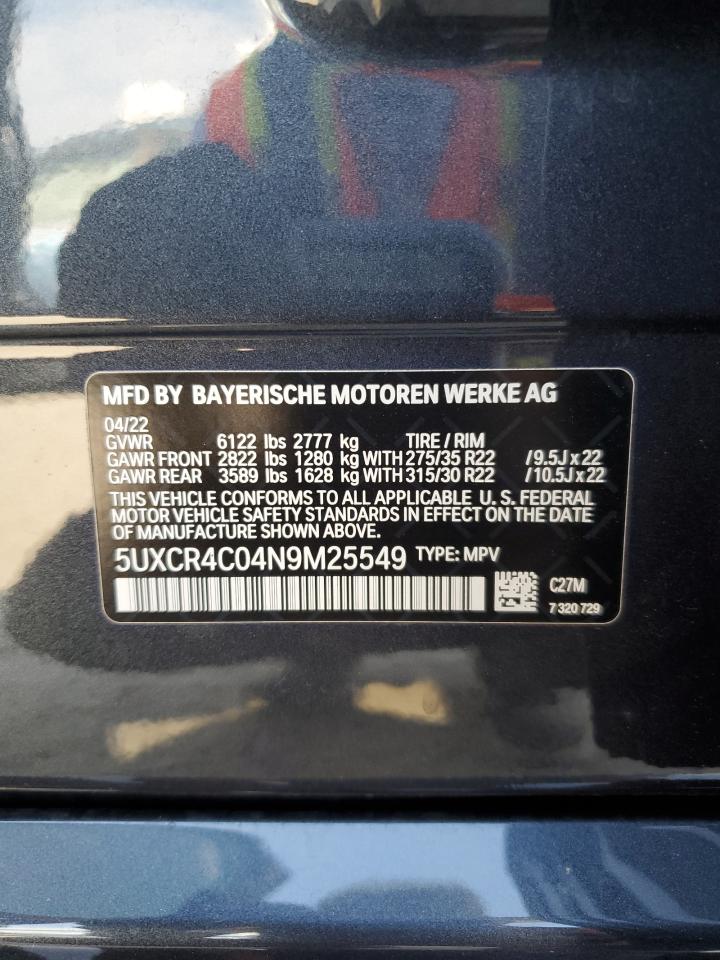 MFD BY BAYERISCHE MOTOREN WERKE AG
04/22
GVWR 6122 lbs 2777 kg TIRE / RIM
GAWR FRONT 2822 lbs 1280 kg WITH 275/35 R22 /9.5J x 22
GAWR REAR 3589 lbs 1628 kg WITH 315/30 R22 /10.5J x 22
THIS VEHICLE CONFORMS TO ALL APPLICABLE U. S. FEDERAL
MOTOR VEHICLE SAFETY STANDARDS IN EFFECT ON THE DATE
OF MANUFACTURE SHOWN ABOVE.
5UXCR4C04N9M25549 TYPE: MPV
C27M
7 320 729